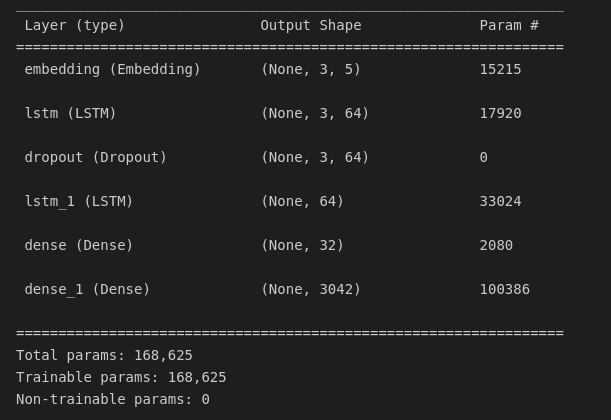 _________________________________________________________________
 Layer (type)                Output Shape              Param #
=================================================================
 embedding (Embedding)       (None, 3, 5)              15215
 lstm (LSTM)                 (None, 3, 64)             17920
 dropout (Dropout)           (None, 3, 64)             0
 lstm_1 (LSTM)               (None, 64)                33024
 dense (Dense)               (None, 32)                2080
 dense_1 (Dense)             (None, 3042)              100386
=================================================================
Total params: 168,625
Trainable params: 168,625
Non-trainable params: 0